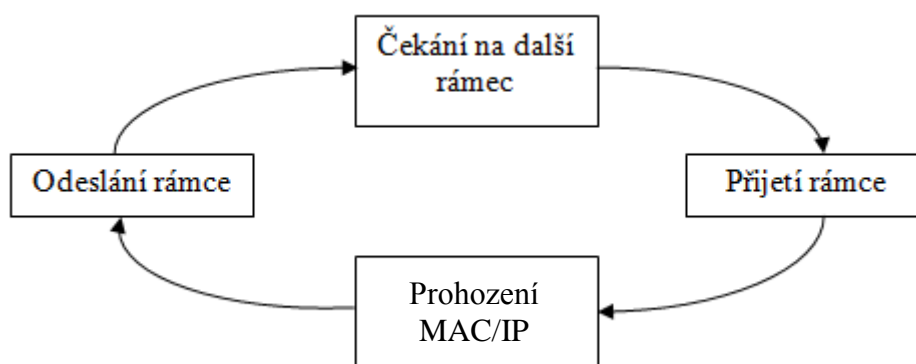 Čekání na další
rámec
Odeslání rámce
Přijetí rámce
Prohození
MAC/IP